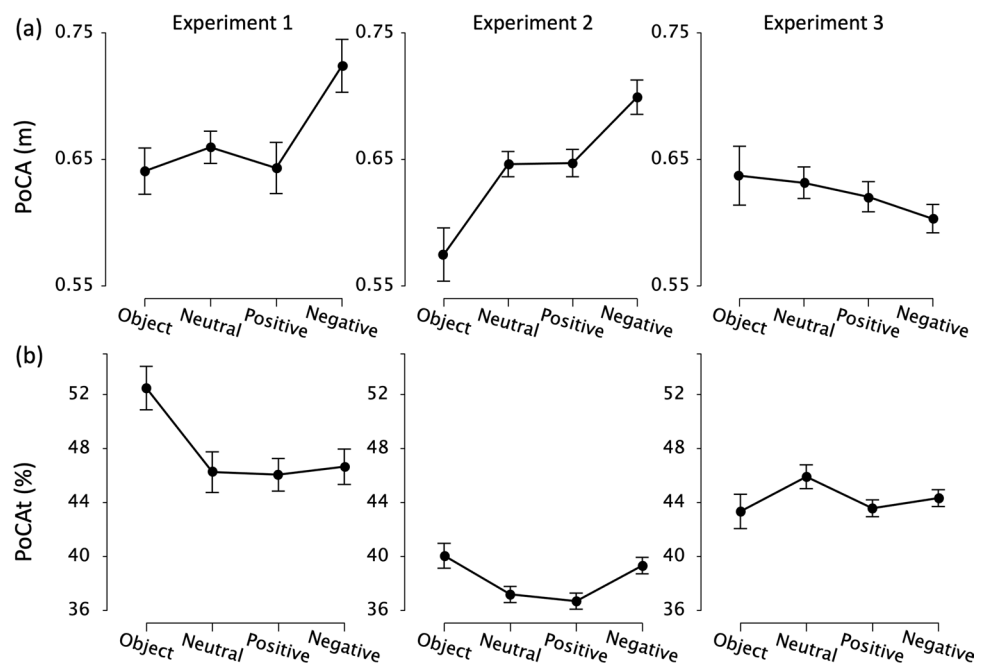 (a)
Experiment 1
Experiment 2
Experiment 3
PoCA (m)
0.75
0.65
0.55
0.75
0.65
0.55
0.75
0.65
0.55
Object Neutral Positive Negative
Object Neutral Positive Negative
Object Neutral Positive Negative
(b)
PoCAt (%)
52
48
44
40
36
52
48
44
40
36
52
48
44
40
36
Object Neutral Positive Negative
Object Neutral Positive Negative
Object Neutral Positive Negative